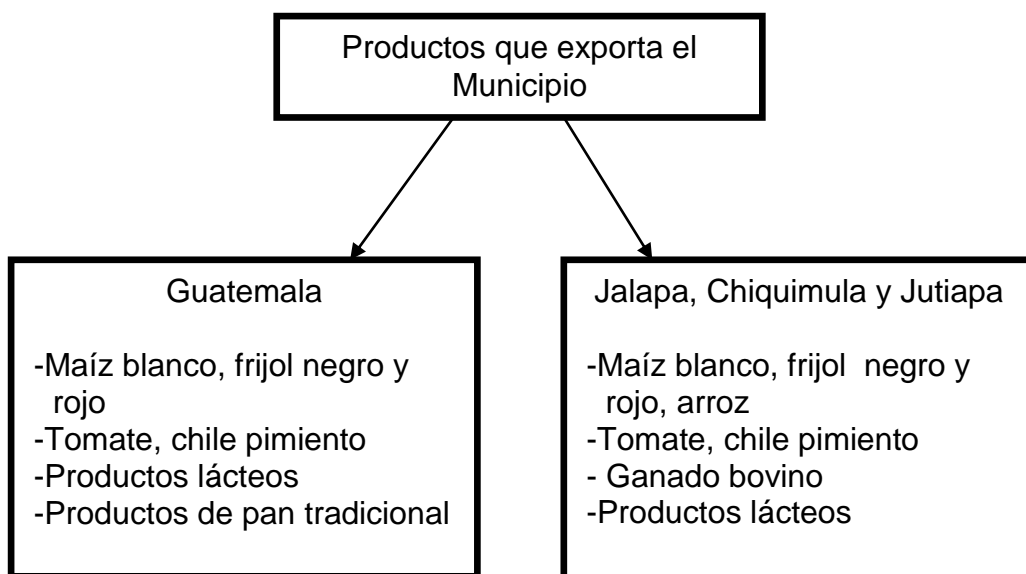 Productos que exporta el
Municipio
Guatemala
-Maíz blanco, frijol negro y
rojo
-Tomate, chile pimiento
-Productos lácteos
-Productos de pan tradicional
Jalapa, Chiquimula y Jutiapa
-Maíz blanco, frijol  negro y
rojo, arroz
-Tomate, chile pimiento
- Ganado bovino
-Productos lácteos